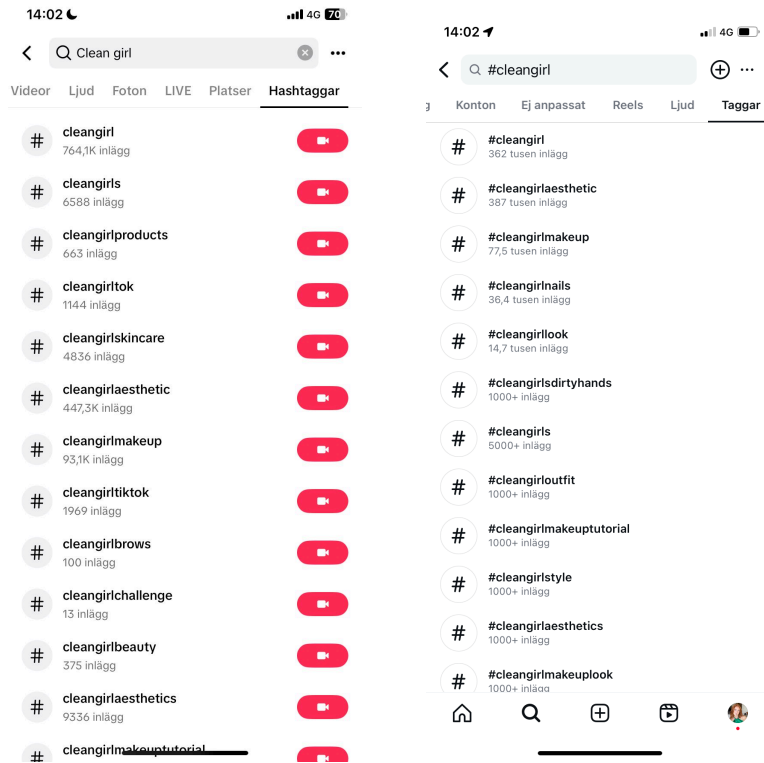 14:02
4G 70
Clean girl
Videor Ljud Foton LIVE Platser Hashtaggar
cleangirl
764,1K inlägg
cleangirls
6588 inlägg
cleangirlproducts
663 inlägg
cleangirltok
1144 inlägg
cleangirlskincare
4836 inlägg
cleangirlaesthetic
447,3K inlägg
cleangirlmakeup
93,1K inlägg
cleangirltiktok
1969 inlägg
cleangirlbrows
100 inlägg
cleangirlchallenge
13 inlägg
cleangirlbeauty
375 inlägg
cleangirlaesthetics
9336 inlägg
cleangirlmakeuptutorial
14:02
4G
#cleangirl
g Konton Ej anpassat Reels Ljud Taggar
#cleangirl
362 tusen inlägg
#cleangirlaesthetic
387 tusen inlägg
#cleangirlmakeup
77,5 tusen inlägg
#cleangirlnails
36,4 tusen inlägg
#cleangirllook
14,7 tusen inlägg
#cleangirlsdirtyhands
1000+ inlägg
#cleangirls
5000+ inlägg
#cleangirloutfit
1000+ inlägg
#cleangirlmakeuptutorial
1000+ inlägg
#cleangirlstyle
1000+ inlägg
#cleangirlaesthetics
1000+ inlägg
#cleangirlmakeuplook
1000+ inlägg